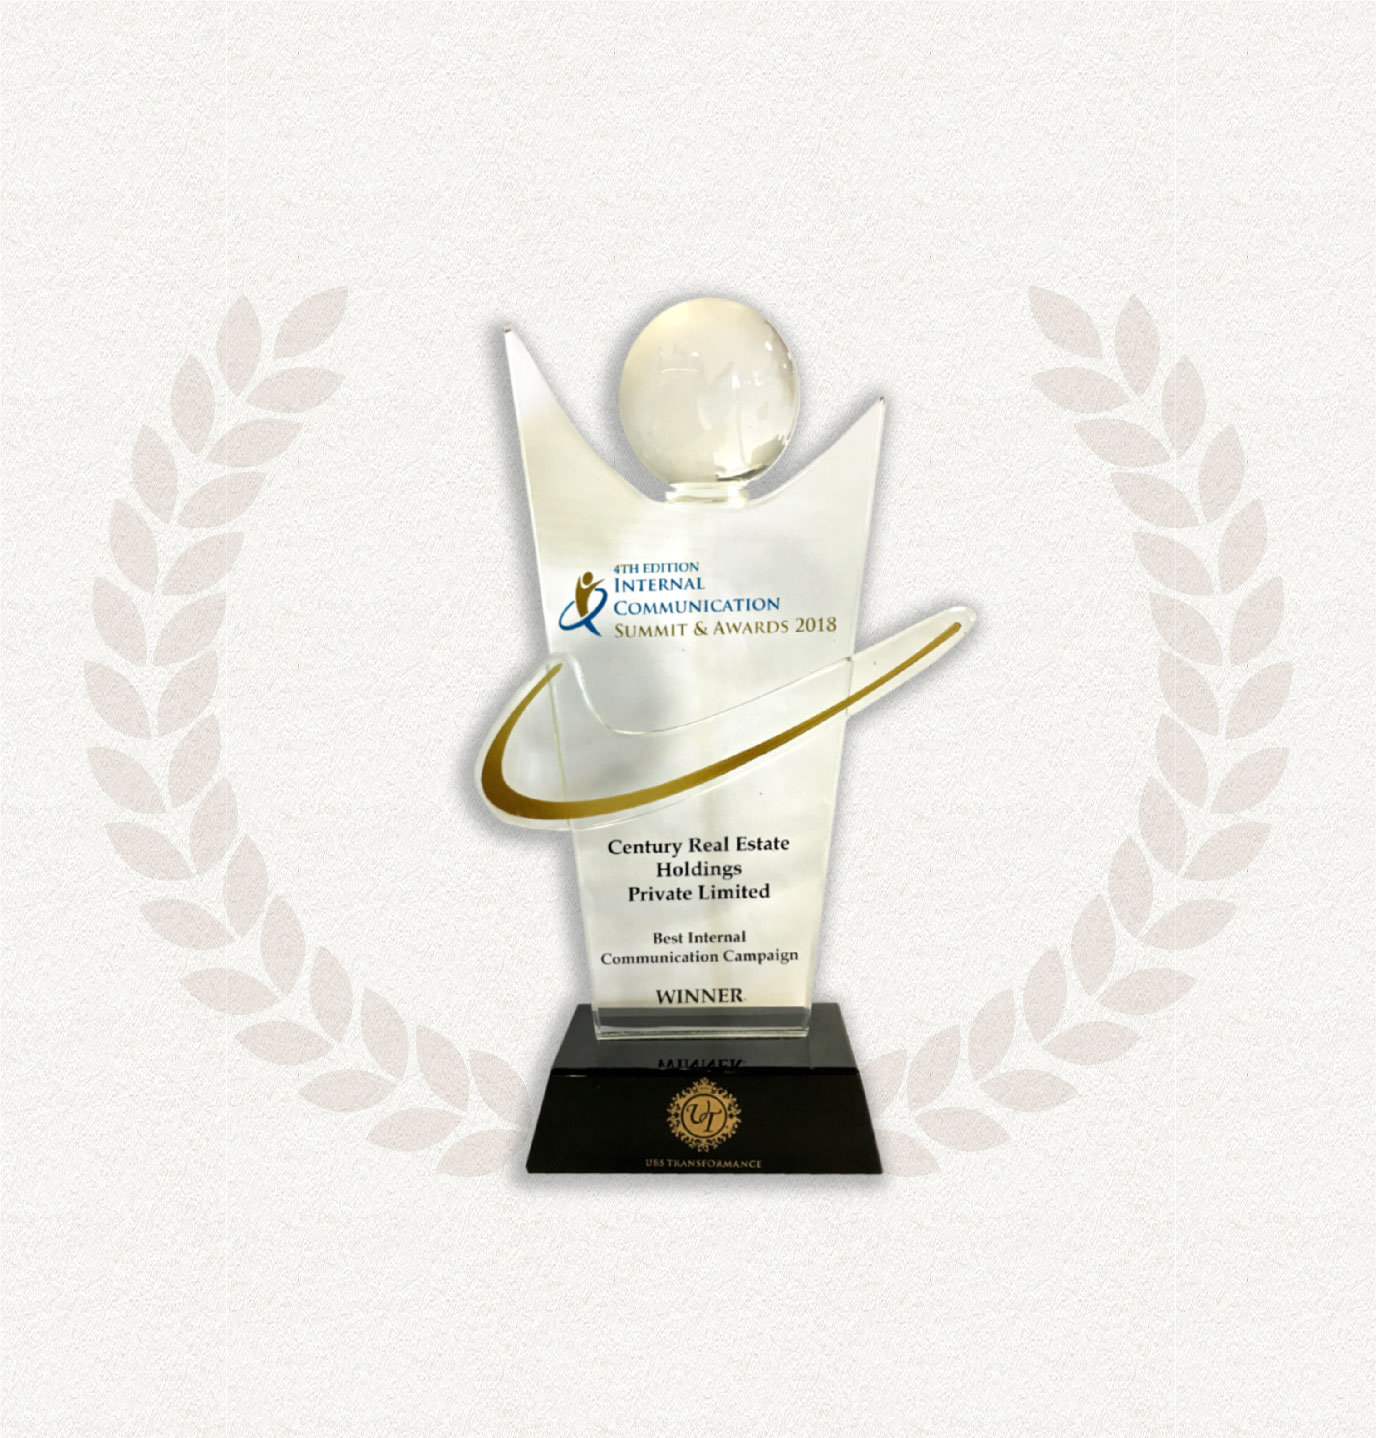 4TH EDITION
INTERNAL
COMMUNICATION
SUMMIT & AWARDS 2018
Century Real Estate
Holdings
Private Limited
Best Internal
Communication Campaign
WINNER
UT
UBS TRANSFORMANCE